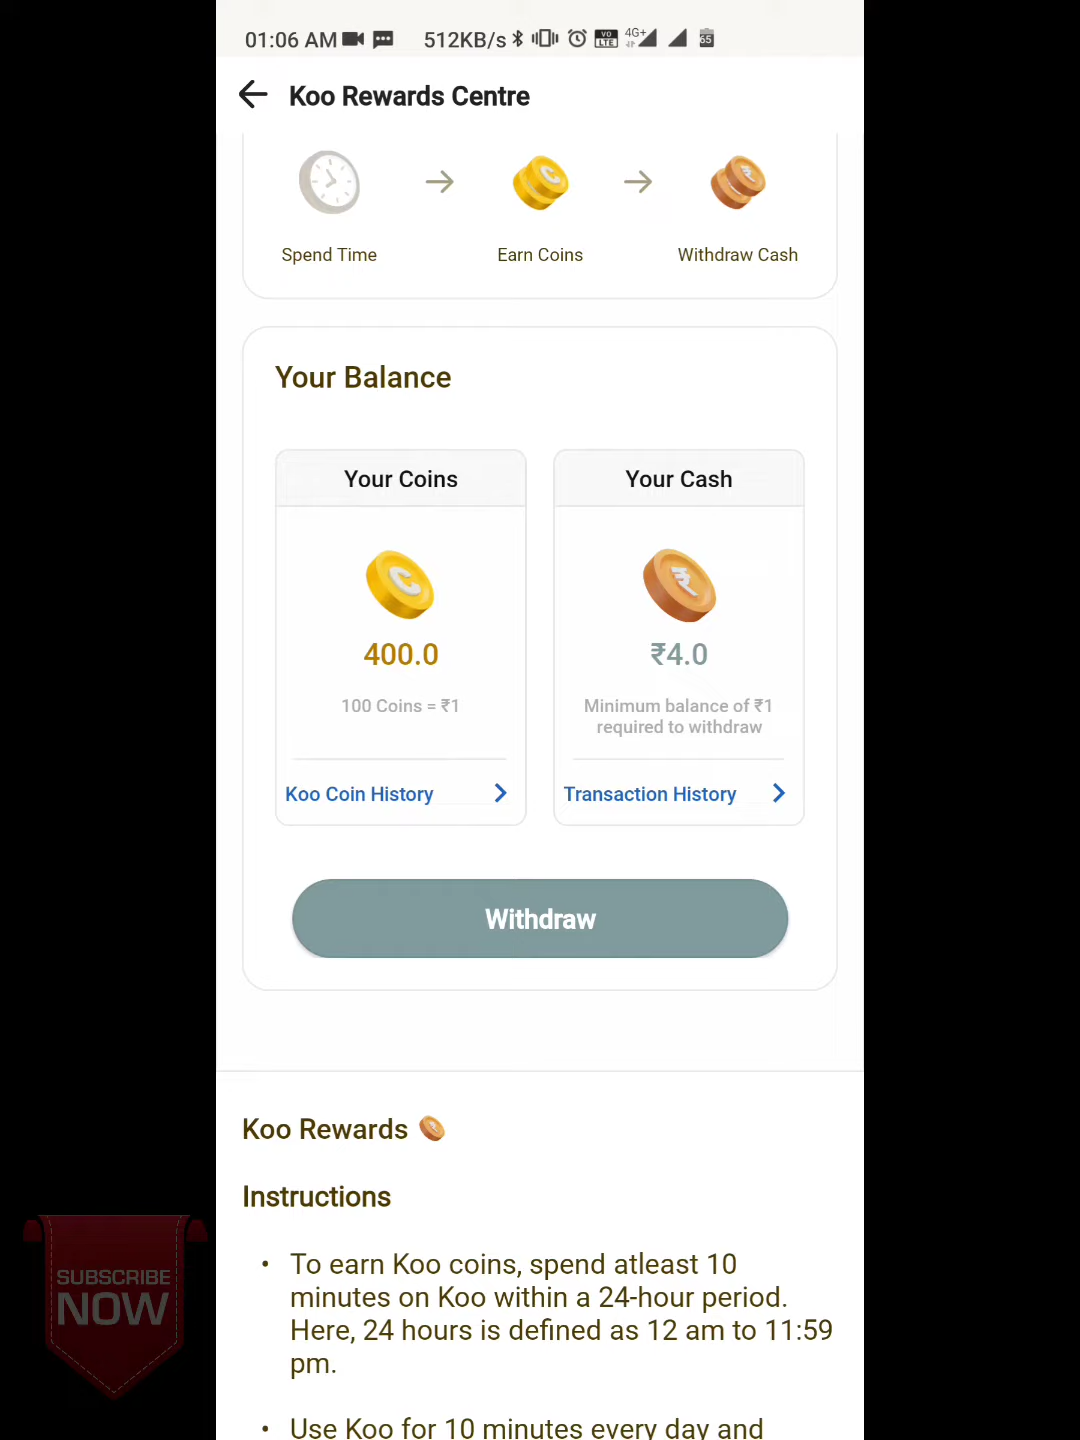 01:06 AM 512KB/s VO LTE 4G+ 65
Koo Rewards Centre
Spend Time Earn Coins Withdraw Cash
Your Balance
Your Coins
400.0
100 Coins = ₹1
Koo Coin History
Your Cash
₹4.0
Minimum balance of ₹1
required to withdraw
Transaction History
Withdraw
Koo Rewards
Instructions
• To earn Koo coins, spend atleast 10
minutes on Koo within a 24-hour period.
Here, 24 hours is defined as 12 am to 11:59
pm.
• Use Koo for 10 minutes every day and
SUBSCRIBE
NOW